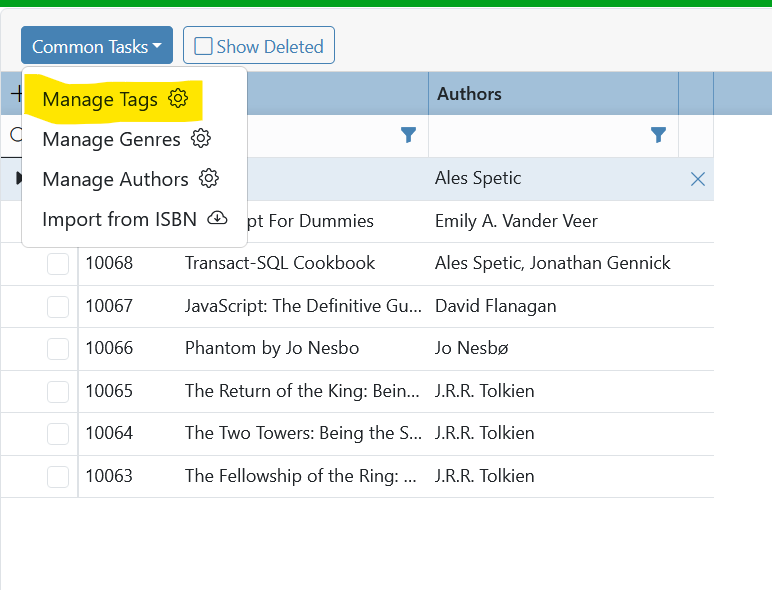 Common Tasks
Show Deleted
Manage Tags
Authors
Manage Genres
Manage Authors
Ales Spetic
Import from ISBN
pt For Dummies Emily A. Vander Veer
10068 Transact-SQL Cookbook Ales Spetic, Jonathan Gennick
10067 JavaScript: The Definitive Gu... David Flanagan
10066 Phantom by Jo Nesbo Jo Nesbø
10065 The Return of the King: Bein... J.R.R. Tolkien
10064 The Two Towers: Being the S... J.R.R. Tolkien
10063 The Fellowship of the Ring: ... J.R.R. Tolkien